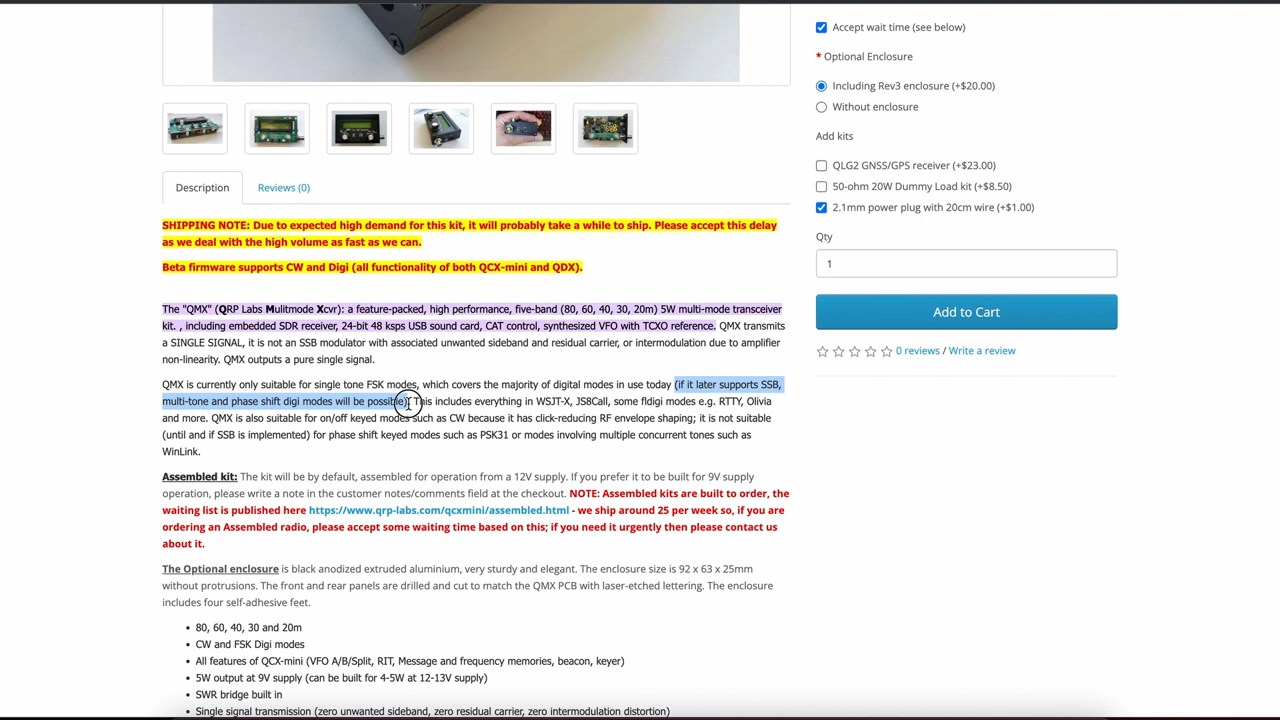 Accept wait time (see below)
* Optional Enclosure
Including Rev3 enclosure (+$20.00)
Without enclosure
Add kits
QLG2 GNSS/GPS receiver (+$23.00)
50-ohm 20W Dummy Load kit (+$8.50)
2.1mm power plug with 20cm wire (+$1.00)
Qty
1
Add to Cart
0 reviews / Write a review
Description
Reviews (0)
SHIPPING NOTE: Due to expected high demand for this kit, it will probably take a while to ship. Please accept this delay
as we deal with the high volume as fast as we can.
Beta firmware supports CW and Digi (all functionality of both QCX-mini and QDX).
The "QMX" (QRP Labs Mulitmode Xcvr): a feature-packed, high performance, five-band (80, 60, 40, 30, 20m) 5W multi-mode transceiver
kit. , including embedded SDR receiver, 24-bit 48 ksps USB sound card, CAT control, synthesized VFO with TCXO reference. QMX transmits
a SINGLE SIGNAL, it is not an SSB modulator with associated unwanted sideband and residual carrier, or intermodulation due to amplifier
non-linearity. QMX outputs a pure single signal.
QMX is currently only suitable for single tone FSK modes, which covers the majority of digital modes in use today (if it later supports SSB,
multi-tone and phase shift digi modes will be possible). This includes everything in WSJT-X, JS8Call, some fldigi modes e.g. RTTY, Olivia
and more. QMX is also suitable for on/off keyed modes such as CW because it has click-reducing RF envelope shaping; it is not suitable
(until and if SSB is implemented) for phase shift keyed modes such as PSK31 or modes involving multiple concurrent tones such as
WinLink.
Assembled kit: The kit will be by default, assembled for operation from a 12V supply. If you prefer it to be built for 9V supply
operation, please write a note in the customer notes/comments field at the checkout. NOTE: Assembled kits are built to order, the
waiting list is published here https://www.qrp-labs.com/qcxmini/assembled.html - we ship around 25 per week so, if you are
ordering an Assembled radio, please accept some waiting time based on this; if you need it urgently then please contact us
about it.
The Optional enclosure is black anodized extruded aluminium, very sturdy and elegant. The enclosure size is 92 x 63 x 25mm
without protrusions. The front and rear panels are drilled and cut to match the QMX PCB with laser-etched lettering. The enclosure
includes four self-adhesive feet.
• 80, 60, 40, 30 and 20m
• CW and FSK Digi modes
• All features of QCX-mini (VFO A/B/Split, RIT, Message and frequency memories, beacon, keyer)
• 5W output at 9V supply (can be built for 4-5W at 12-13V supply)
• SWR bridge built in
• Single signal transmission (zero unwanted sideband, zero residual carrier, zero intermodulation distortion)